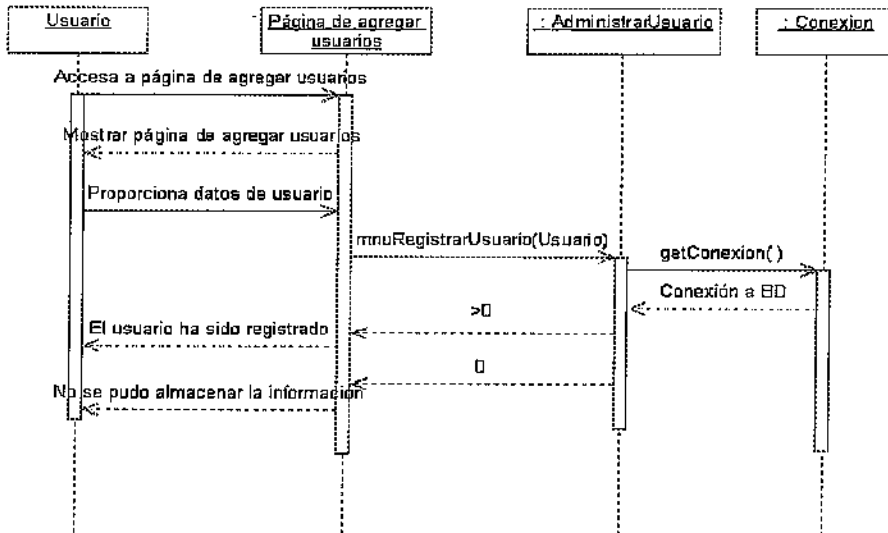 Usuario
Página de agregar
usuarios
: AdministrarUsuario
: Conexion
Accesa a página de agregar usuarios
Mostrar página de agregar usuarios
Proporciona datos de usuario
mnuRegistrarUsuario(Usuario)
getConexion( )
Conexión a BD
>0
El usuario ha sido registrado
0
No se pudo almacenar la información